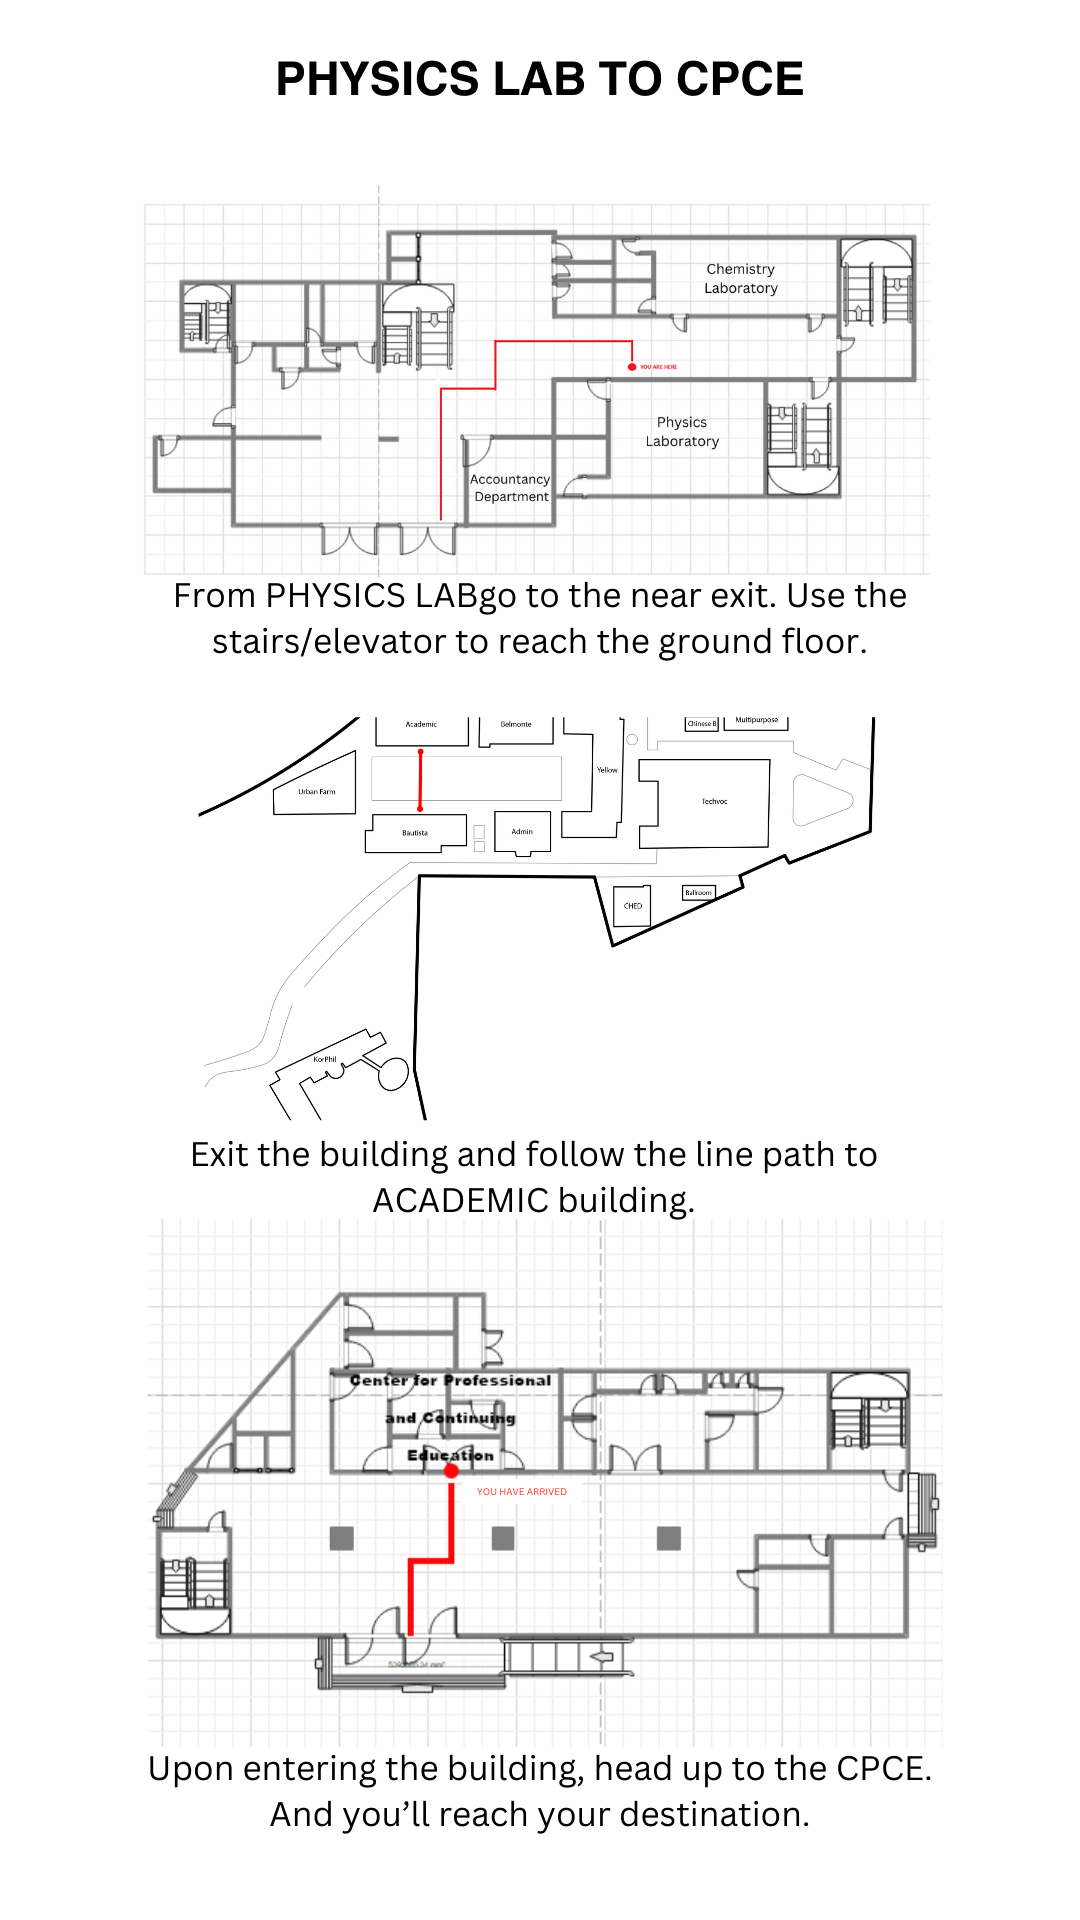 PHYSICS LAB TO CPCE
Chemistry
Laboratory
YOU ARE HERE
Physics
Laboratory
Accountancy
Department
From PHYSICS LABgo to the near exit. Use the
stairs/elevator to reach the ground floor.
Academic
Belmonte
Chinese B
Multipurpose
Urban Farm
Yellow
Techvoc
Bautista
Admin
CHED
Ballroom
KorPhil
Exit the building and follow the line path to
ACADEMIC building.
Center for Professional
and Continuing
Education
YOU HAVE ARRIVED
Upon entering the building, head up to the CPCE.
And you’ll reach your destination.